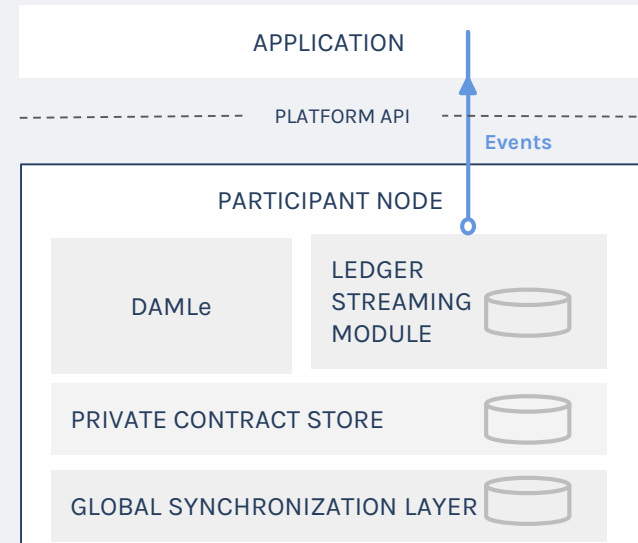 APPLICATION
PLATFORM API
Events
PARTICIPANT NODE
DAMLe
LEDGER
STREAMING
MODULE
PRIVATE CONTRACT STORE
GLOBAL SYNCHRONIZATION LAYER